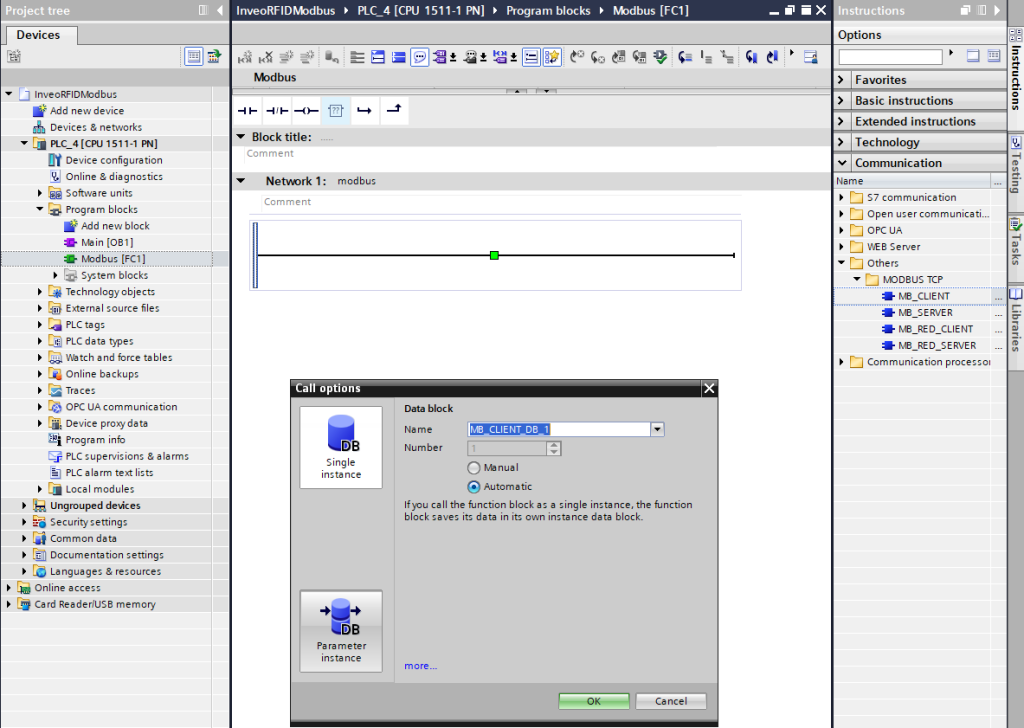 Project tree
Devices
InveoRFIDModbus
Add new device
Devices & networks
PLC_4 [CPU 1511-1 PN]
Device configuration
Online & diagnostics
Software units
Program blocks
Add new block
Main [OB1]
Modbus [FC1]
System blocks
Technology objects
External source files
PLC tags
PLC data types
Watch and force tables
Online backups
Traces
OPC UA communication
Device proxy data
Program info
PLC supervisions & alarms
PLC alarm text lists
Local modules
Ungrouped devices
Security settings
Common data
Documentation settings
Languages & resources
Online access
Card Reader/USB memory
InveoRFIDModbus PLC_4 [CPU 1511-1 PN] Program blocks Modbus [FC1]
Modbus
??
Block title: .....
Comment
Network 1: modbus
Comment
Call options
DB
Single
instance
DB
Parameter
instance
Data block
Name MB_CLIENT_DB_1
Number 1
Manual
Automatic
If you call the function block as a single instance, the function
block saves its data in its own instance data block.
more...
OK Cancel
Instructions
Options
Favorites
Basic instructions
Extended instructions
Technology
Communication
Name ...
S7 communication
Open user communicati...
OPC UA
WEB Server
Others
MODBUS TCP
MB_CLIENT ...
MB_SERVER ...
MB_RED_CLIENT ...
MB_RED_SERVER ...
Communication processor
Instructions
Testing
Tasks
Libraries